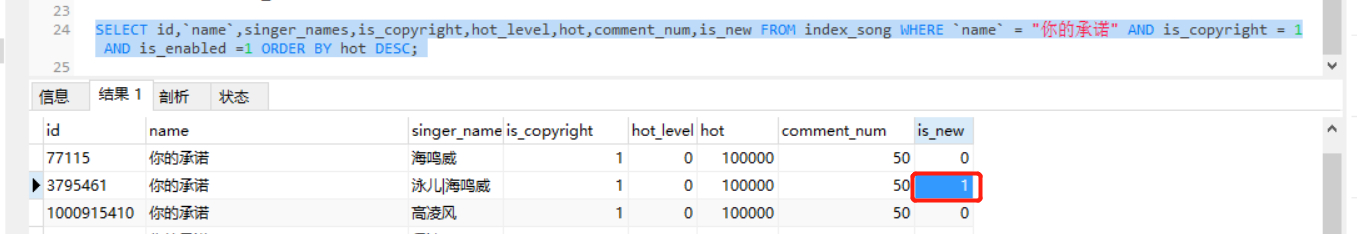 23
24 SELECT id,`name`,singer_names,is_copyright,hot_level,hot,comment_num,is_new FROM index_song WHERE `name` = "你的承诺" AND is_copyright = 1
AND is_enabled =1 ORDER BY hot DESC;
25
信息 结果 1 剖析 状态
id name singer_name is_copyright hot_level hot comment_num is_new
77115 你的承诺 海鸣威 1 0 100000 50 0
3795461 你的承诺 泳儿|海鸣威 1 0 100000 50 1
1000915410 你的承诺 高凌风 1 0 100000 50 0